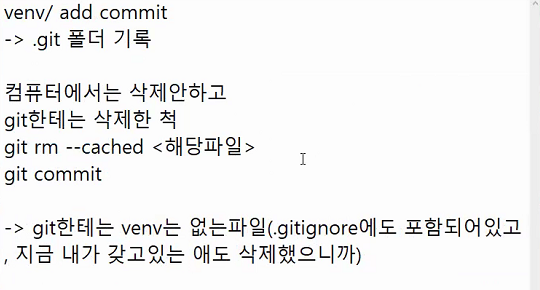 venv/ add commit
-> .git 폴더 기록
컴퓨터에서는 삭제안하고
git한테는 삭제한 척
git rm --cached <해당파일>
git commit
-> git한테는 venv는 없는파일(.gitignore에도 포함되어있고
, 지금 내가 갖고있는 애도 삭제했으니까)